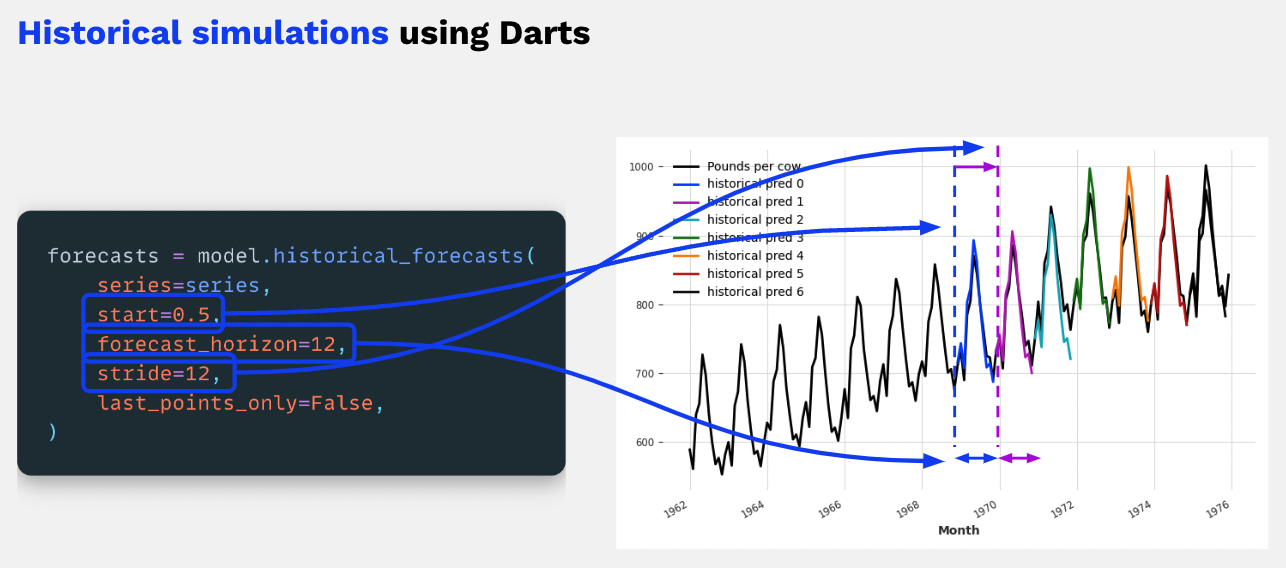 Historical simulations using Darts
forecasts = model.historical_forecasts(
series=series,
start=0.5,
forecast_horizon=12,
stride=12,
last_points_only=False,
)
1000
900
800
700
600
Pounds per cow
historical pred 0
historical pred 1
historical pred 2
historical pred 3
historical pred 4
historical pred 5
historical pred 6
1962
1964
1966
1968
1970
1972
1974
1976
Month